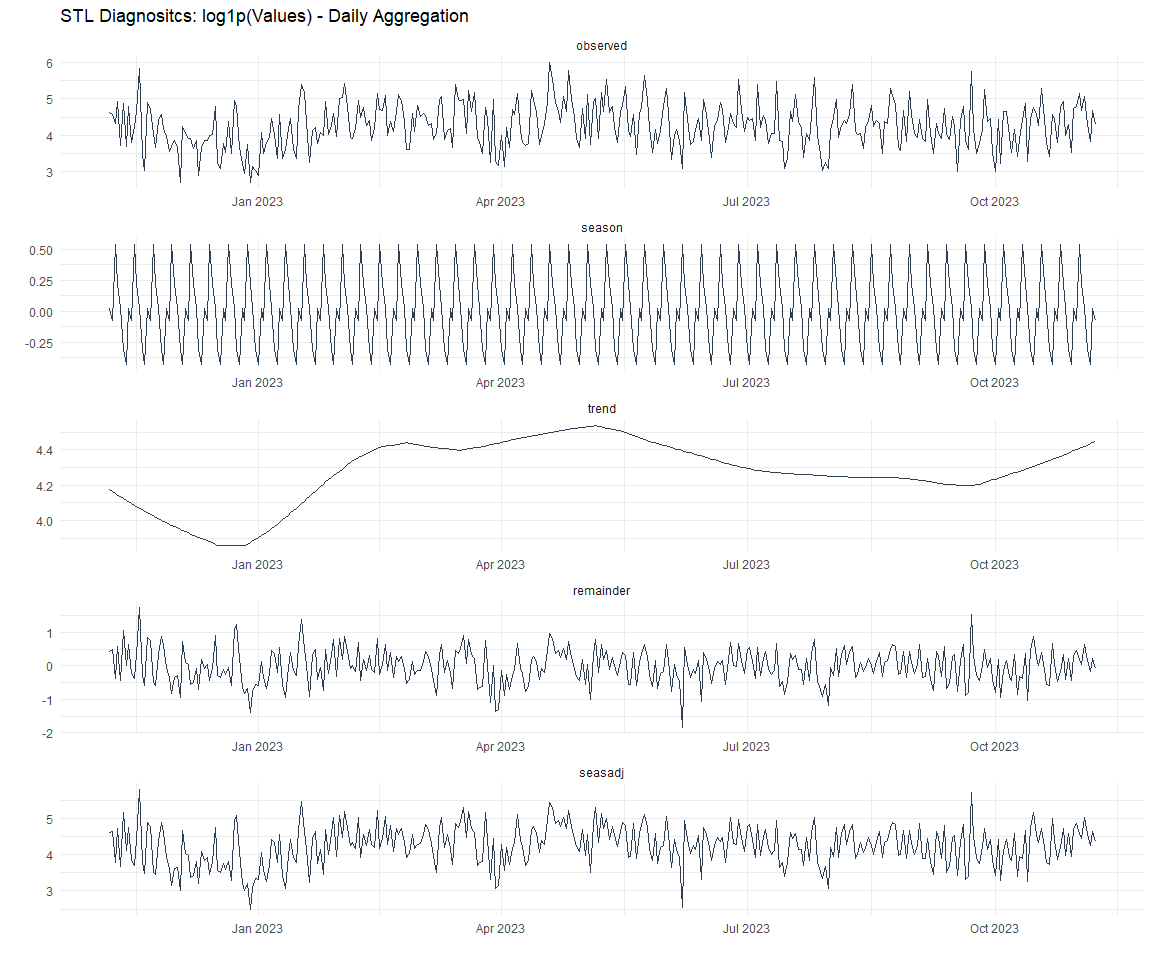 STL Diagnositcs: log1p(Values) - Daily Aggregation
observed
6
5
4
3
Jan 2023 Apr 2023 Jul 2023 Oct 2023
season
0.50
0.25
0.00
-0.25
Jan 2023 Apr 2023 Jul 2023 Oct 2023
trend
4.4
4.2
4.0
Jan 2023 Apr 2023 Jul 2023 Oct 2023
remainder
1
0
-1
-2
Jan 2023 Apr 2023 Jul 2023 Oct 2023
seasadj
5
4
3
Jan 2023 Apr 2023 Jul 2023 Oct 2023